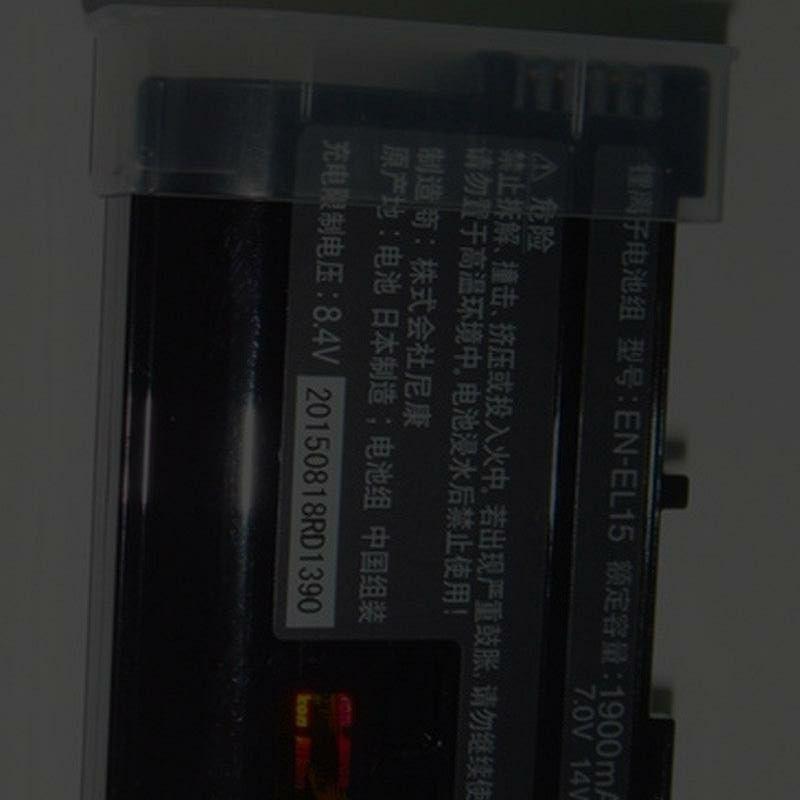 锂离子电池组 型号:EN-EL15 额定容量:1900mA
7.0V 14W
⚠危险
禁止拆解、撞击、挤压或投入火中。若出现严重鼓胀, 请勿继续使
请勿置于高温环境中。电池浸水后禁止使用!
制造商:株式会社尼康
原产地:电池 日本制造;电池组 中国组装
充电限制电压:8.4V 20150818RD1390